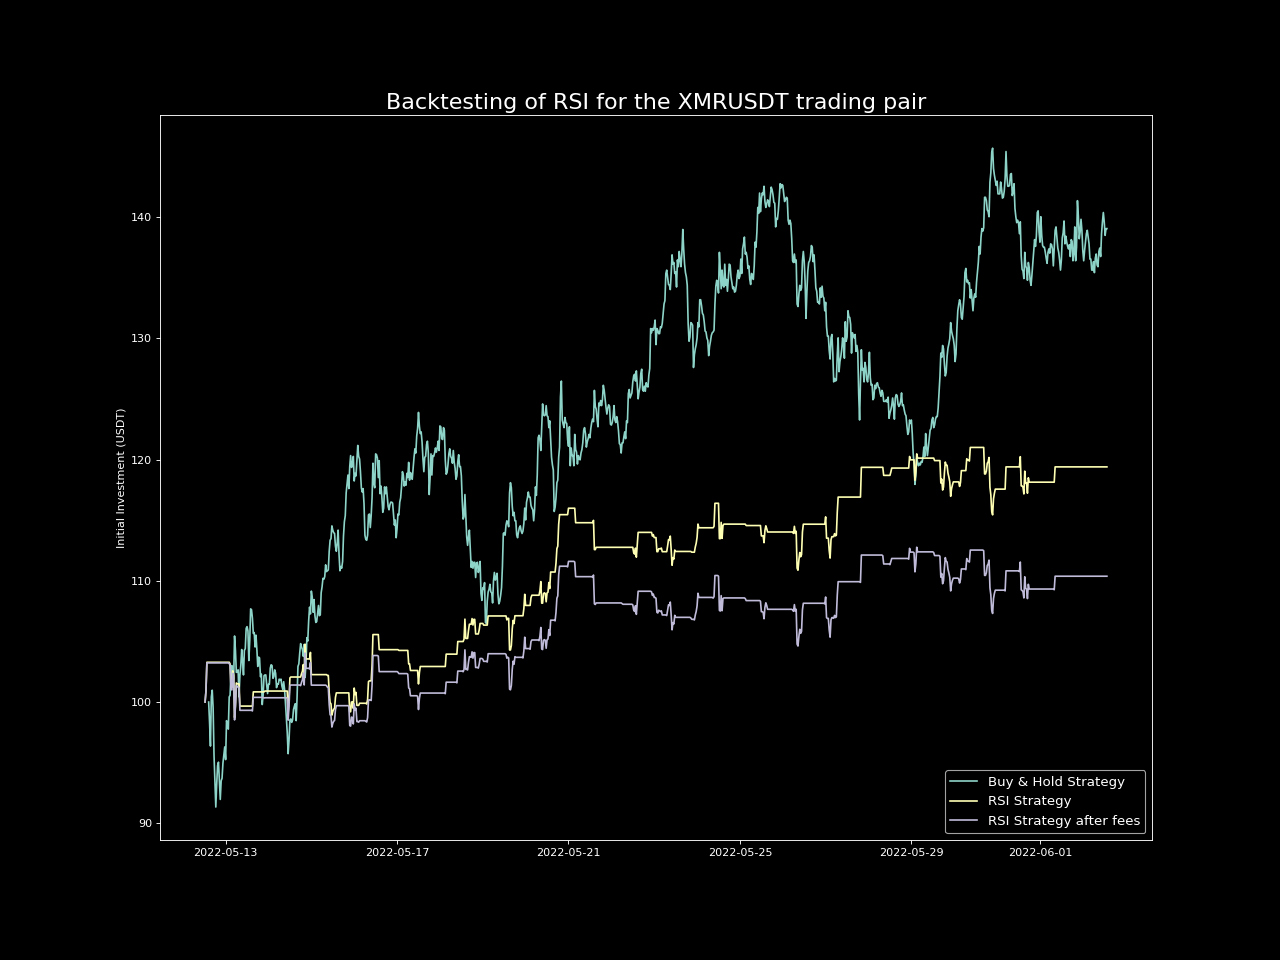 Backtesting of RSI for the XMRUSDT trading pair
Initial Investment (USDT)
140
130
120
110
100
90
2022-05-13
2022-05-17
2022-05-21
2022-05-25
2022-05-29
2022-06-01
Buy & Hold Strategy
RSI Strategy
RSI Strategy after fees